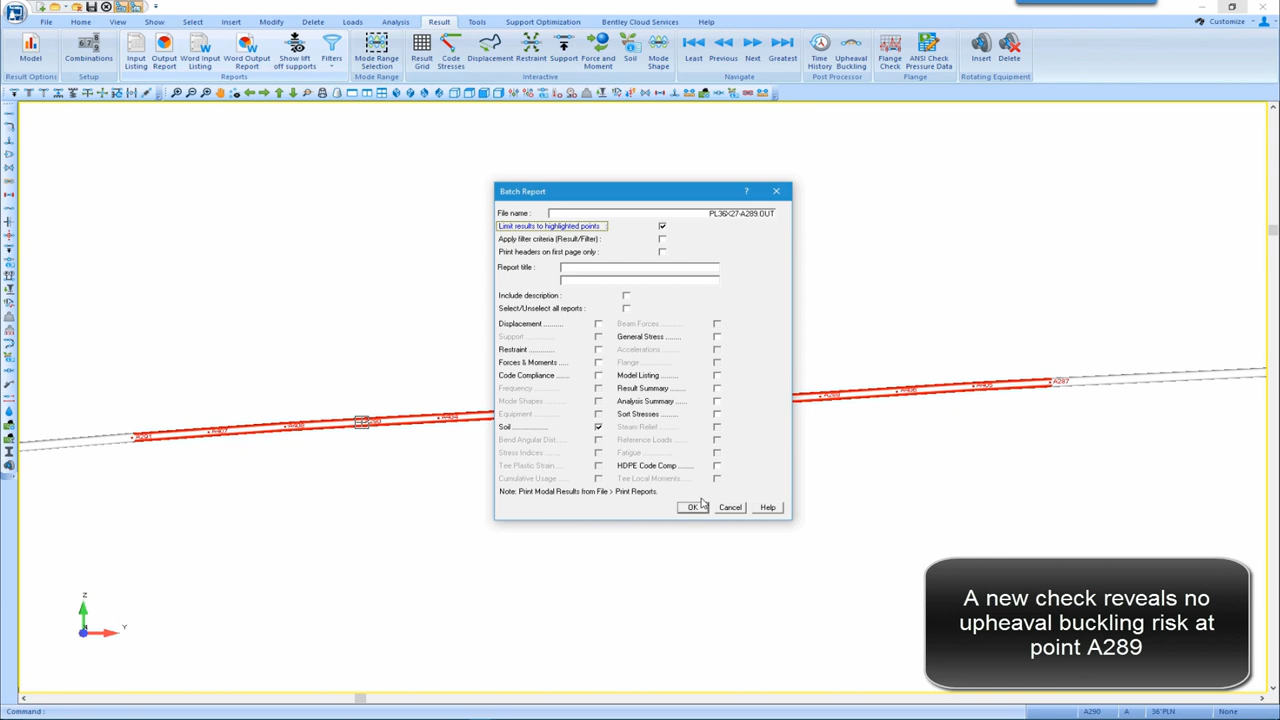 File Home View Show Select Insert Modify Delete Loads Analysis Result Tools Support Optimization Bentley Cloud Services Help Customize
Model Combinations Input Listing Output Report Word Input Listing Word Output Report Show lift off supports Filters Mode Range Selection Result Grid Code Stresses Displacement Restraint Support Force and Moment Soil Mode Shape Last Previous Next Greatest Time History Upheaval Buckling Flange Check ANSI Check Pressure Data Insert Delete
Result Options Setup Reports Mode Range Interactive Navigate Post Processor Flange Rotating Equipment
Batch Report ? ×
File name : PL36X27-A289.OUT
Limit results to highlighted points :
Apply filter criteria (Result/Filter) :
Print headers on first page only :
Report title :
Include description :
Select/Unselect all reports :
Displacement.......... Beam Forces...........
Support.................. General Stress........
Restraint.............. Accelerations.........
Forces & Moments..... Flange..................
Code Compliance....... Model Listing........
Frequency............... Result Summary........
Mode Shapes........... Analysis Summary......
Equipment............... Sort Stresses.........
Soil...................... Steam Relief...........
Bend Angular Dist...... Reference Loads.......
Stress Indices.......... Fatigue.................
Tee Plastic Strain...... HDPE Code Comp........
Cumulative Usage...... Tee Local Moments......
Note: Print Modal Results from File > Print Reports.
OK Cancel Help
A287
A291
Z
Y
A new check reveals no
upheaval buckling risk at
point A289
Command : A290 A 36"PLN None